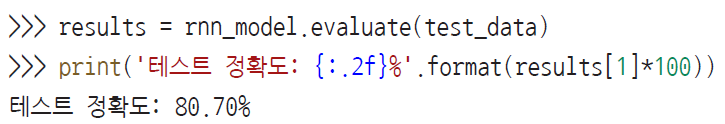 >>> results = rnn_model.evaluate(test_data)
>>> print('테스트 정확도: {:.2f}%'.format(results[1]*100))
테스트 정확도: 80.70%